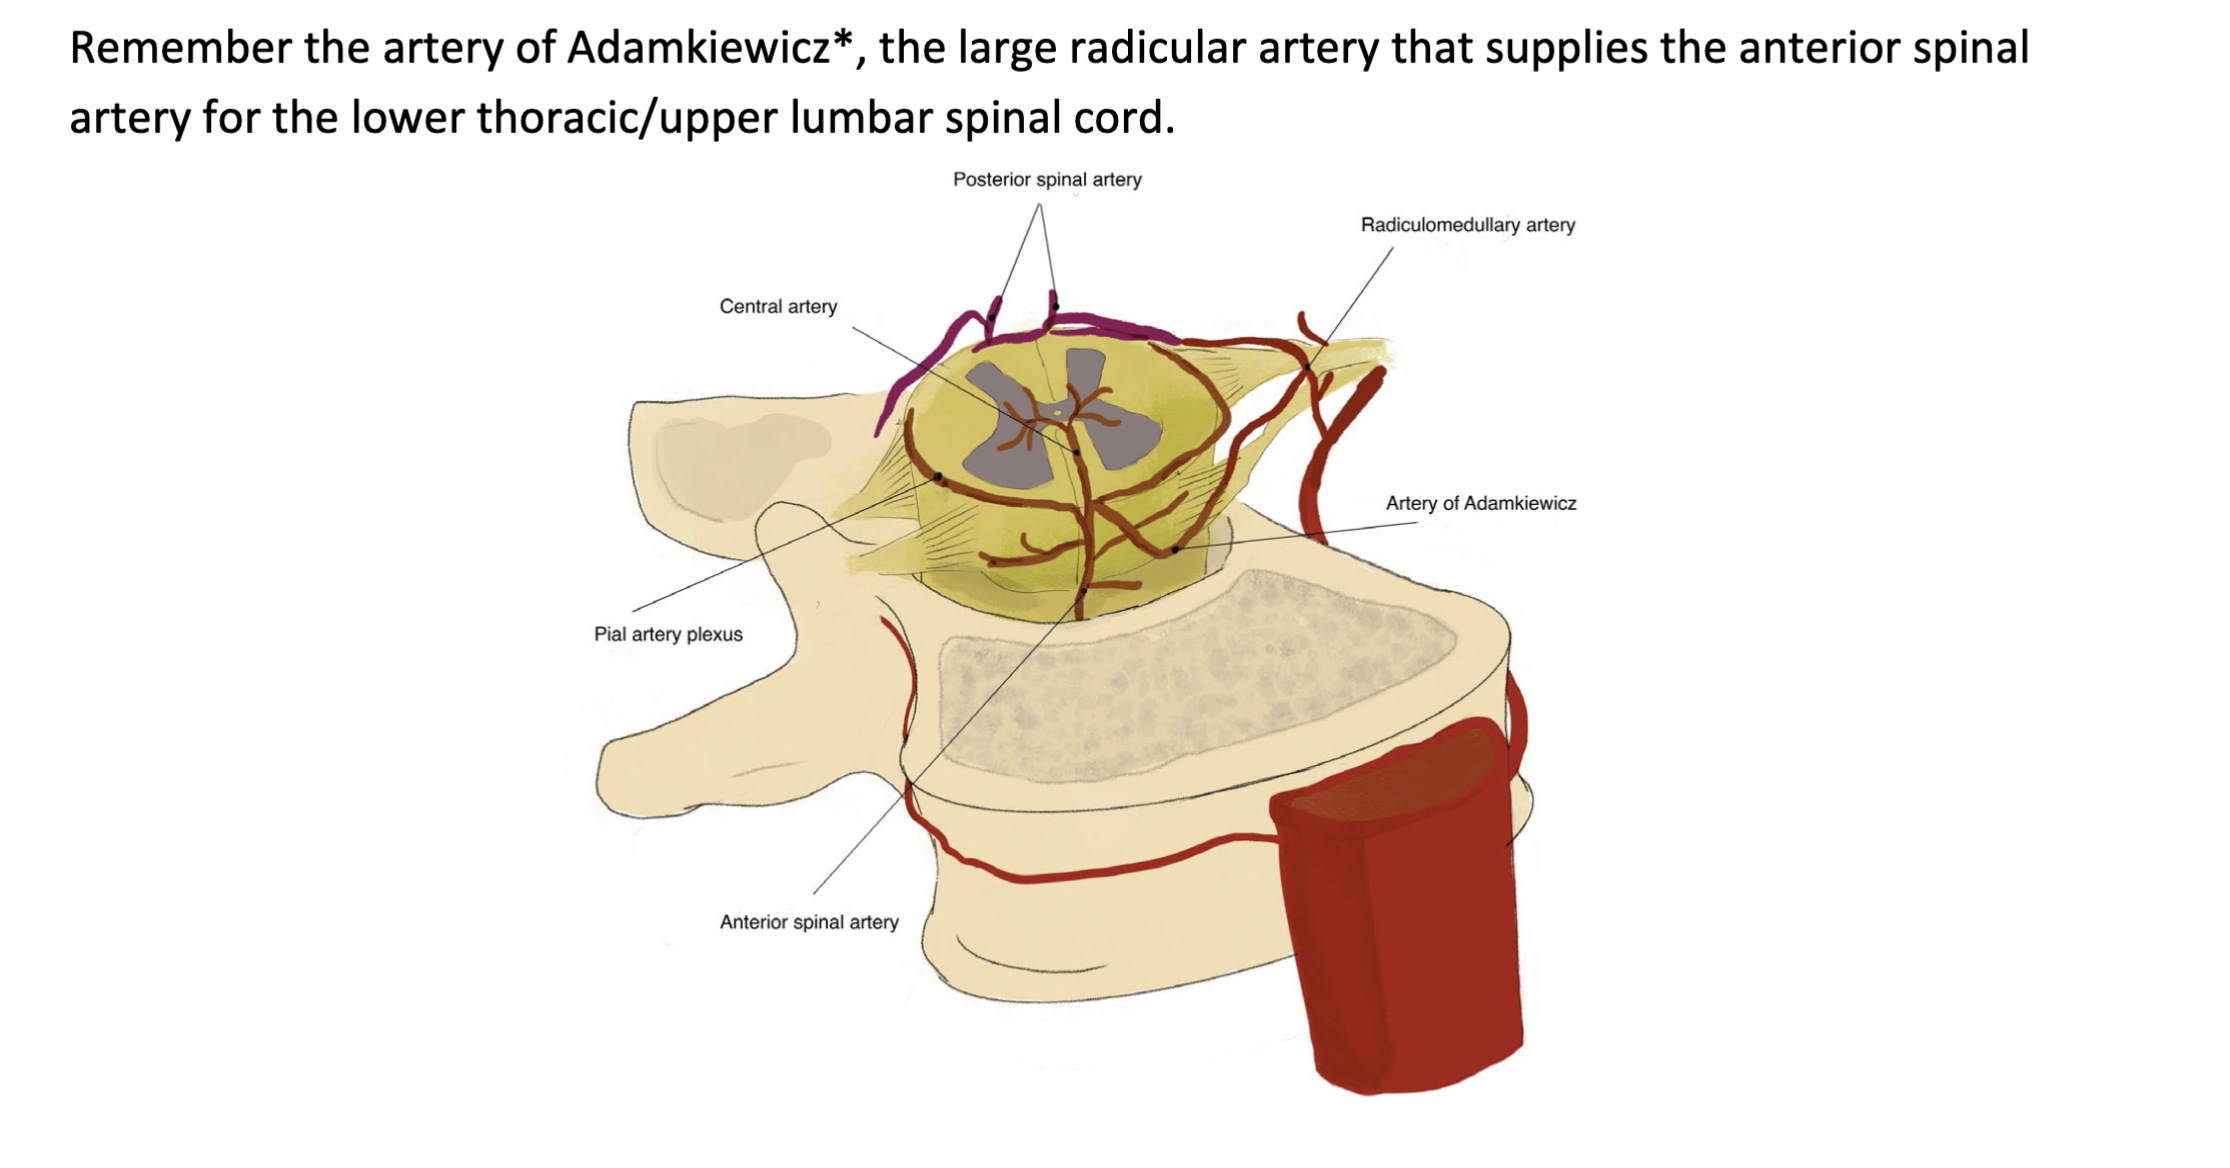 Remember the artery of Adamkiewicz*, the large radicular artery that supplies the anterior spinal
artery for the lower thoracic/upper lumbar spinal cord.
Posterior spinal artery
Radiculomedullary artery
Central artery
Artery of Adamkiewicz
Pial artery plexus
Anterior spinal artery